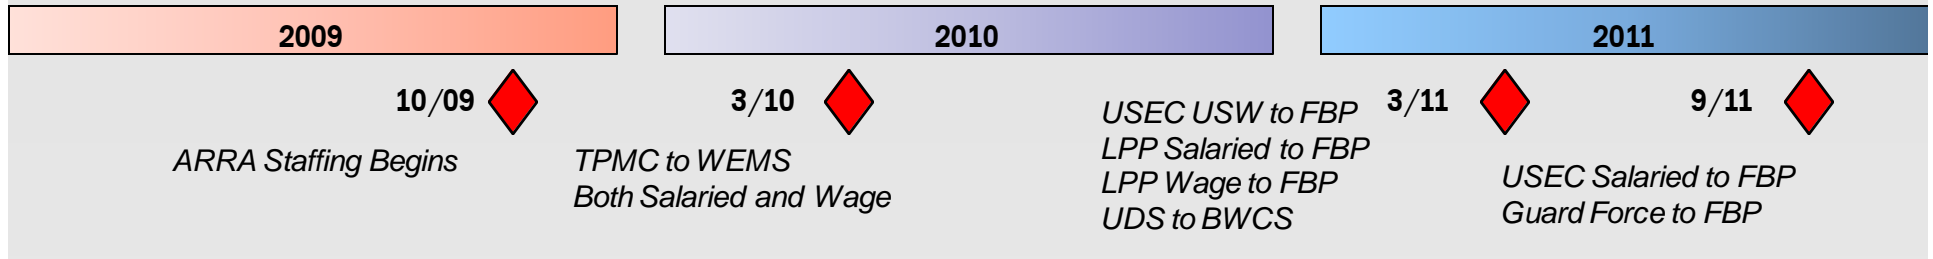 2009
2010
2011
10/09
3/10
3/11
9/11
ARRA Staffing Begins
TPMC to WEMS
Both Salaried and Wage
USEC USW to FBP
LPP Salaried to FBP
LPP Wage to FBP
UDS to BWCS
USEC Salaried to FBP
Guard Force to FBP